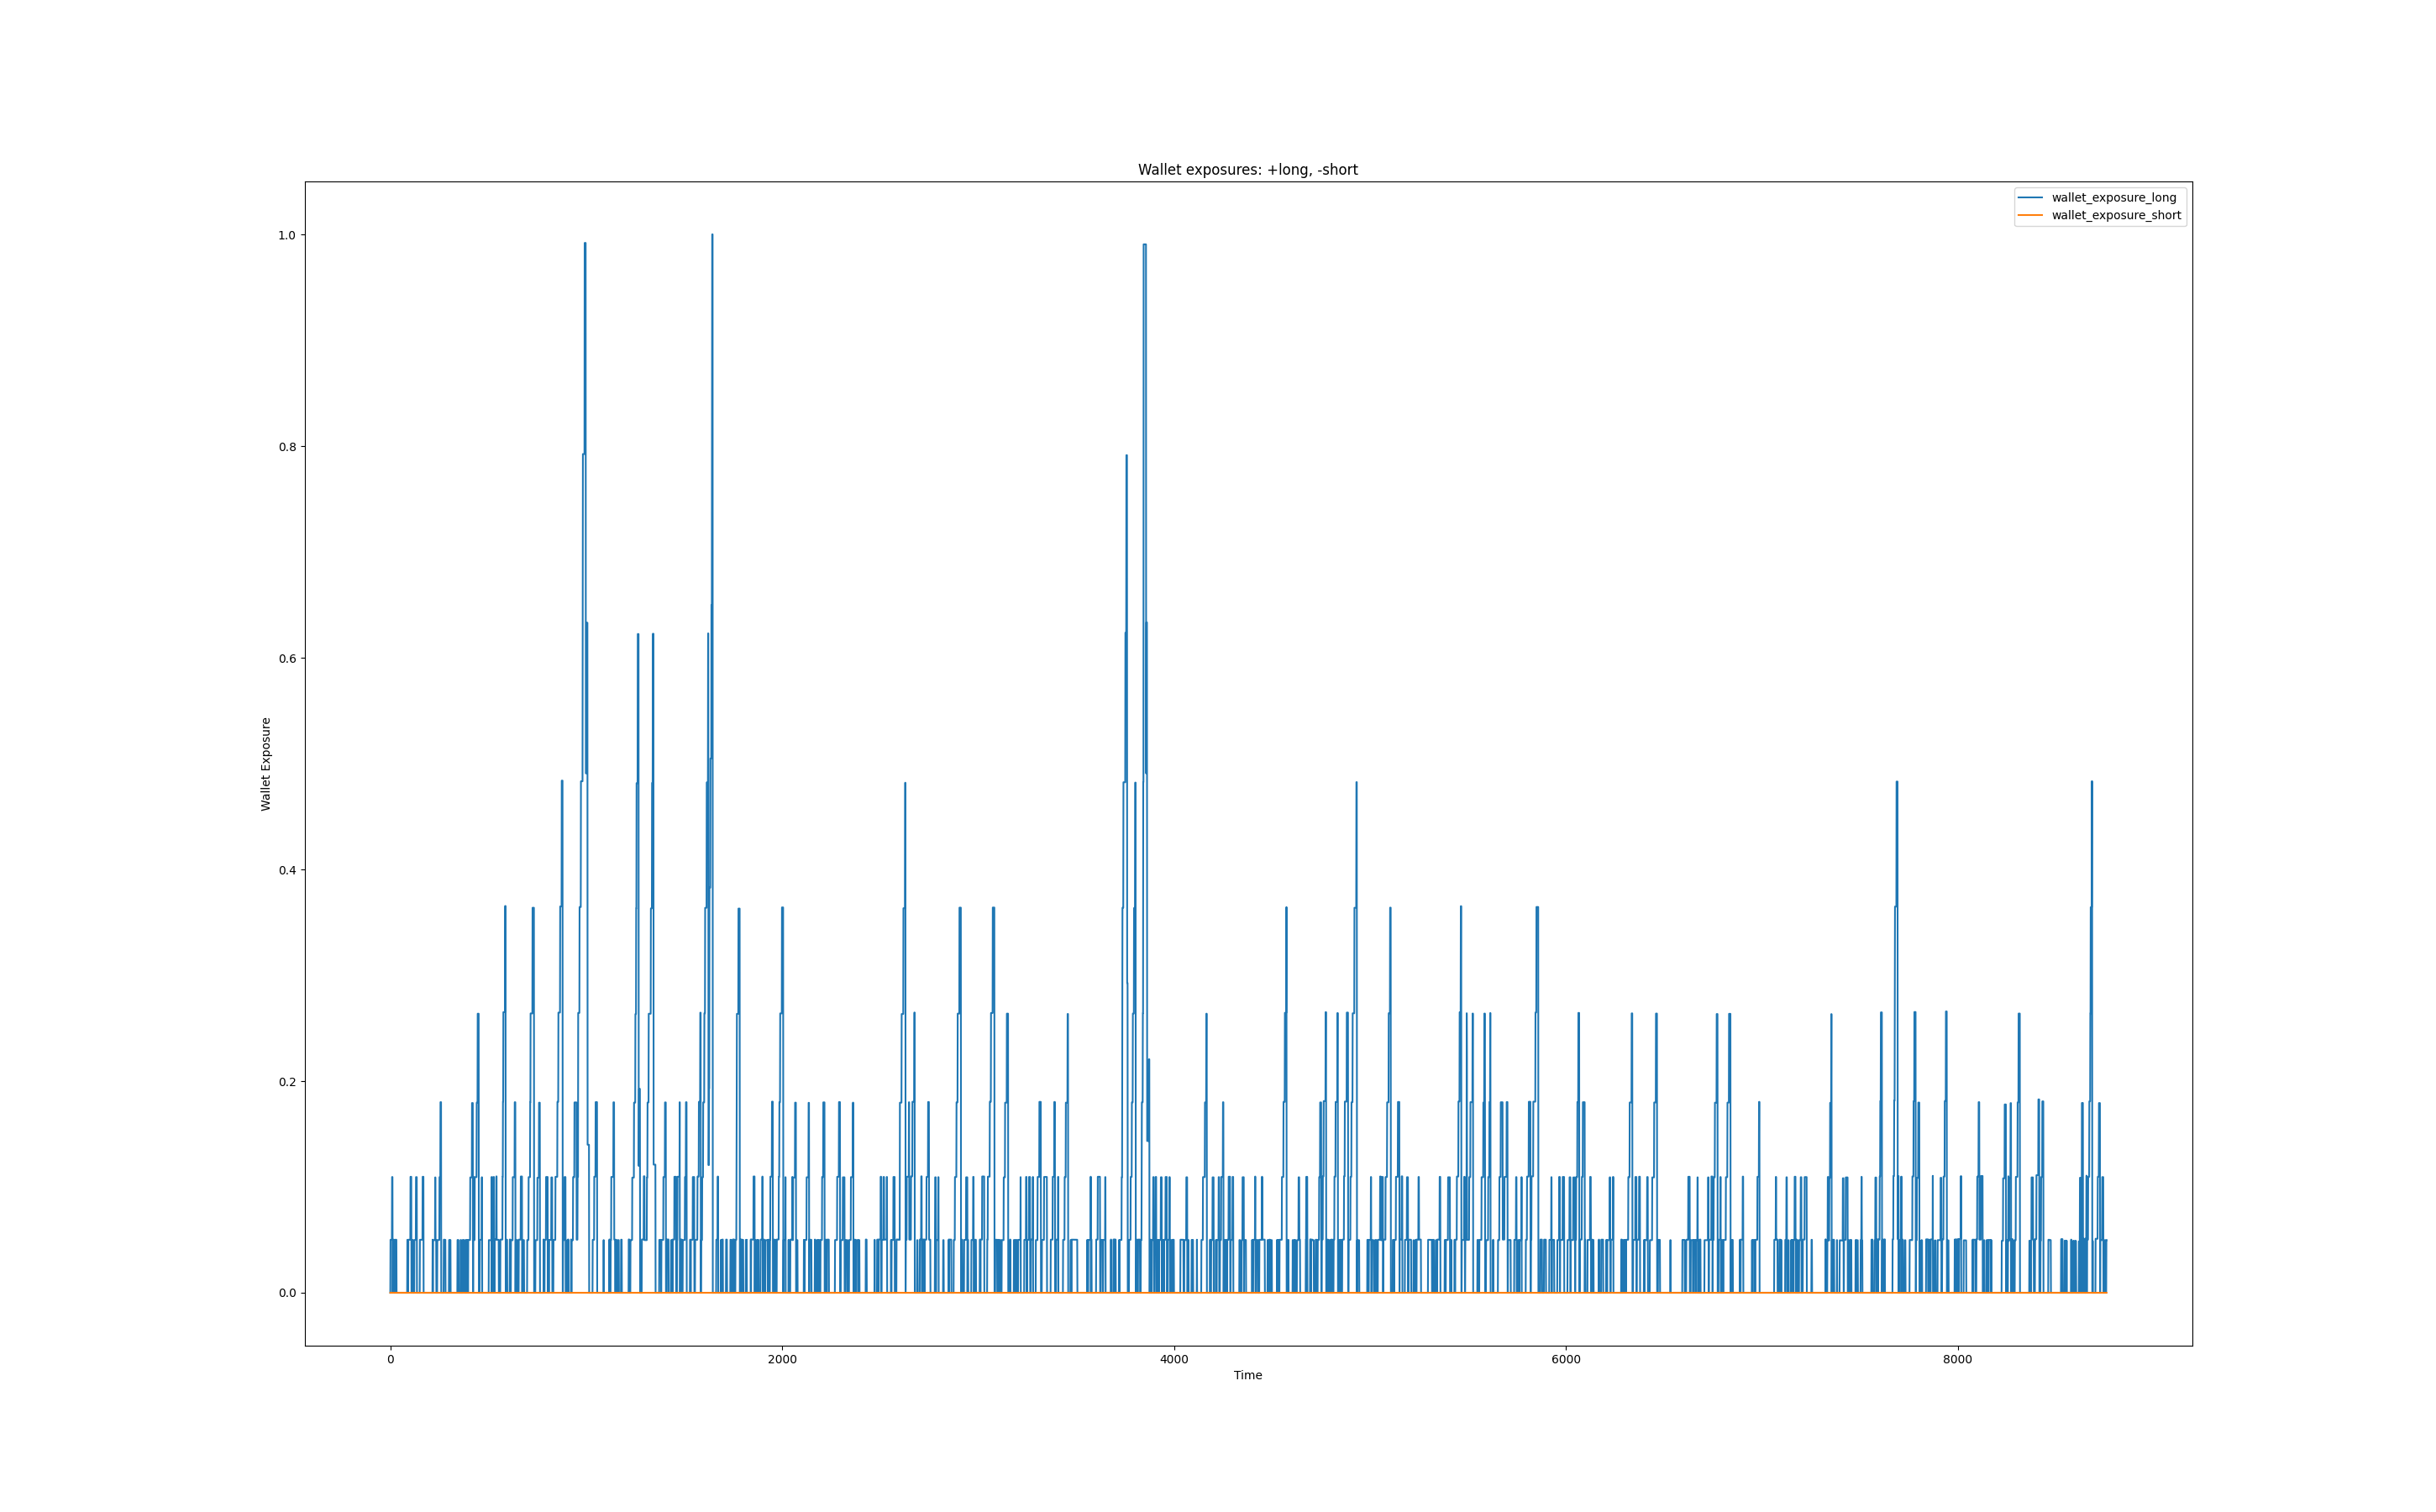 Wallet exposures: +long, -short
wallet_exposure_long
wallet_exposure_short
1.0
0.8
0.6
0.4
0.2
0.0
Wallet Exposure
0
2000
4000
6000
8000
Time